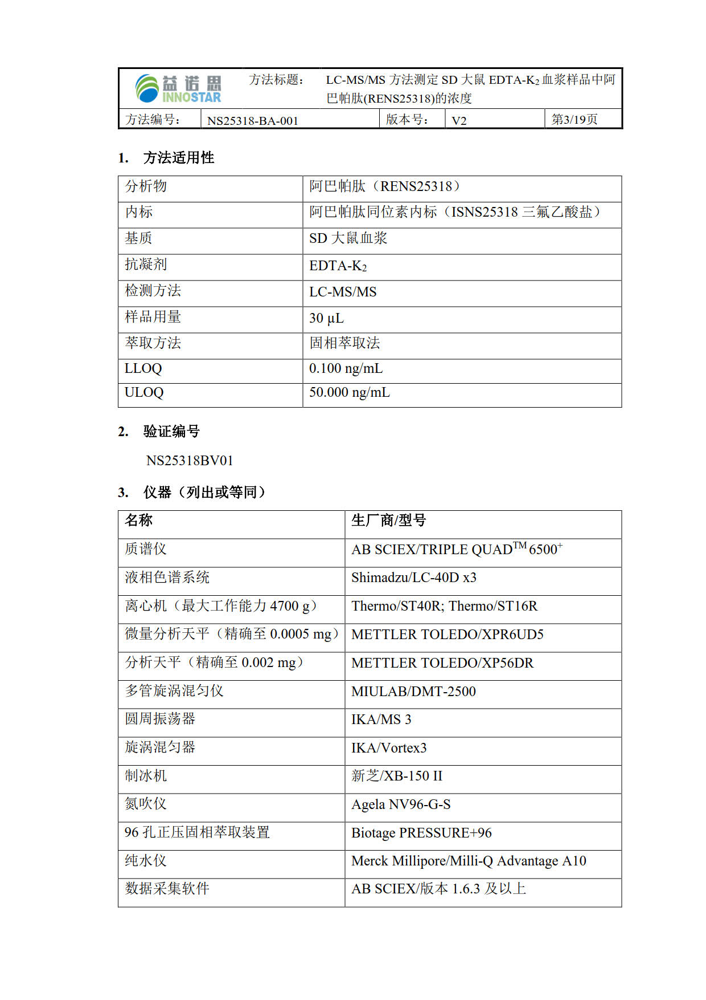 益诺思
INNOSTAR
方法标题：
LC-MS/MS 方法测定 SD 大鼠 EDTA-K2血浆样品中阿
巴帕肽(RENS25318)的浓度
方法编号： NS25318-BA-001 版本号： V2 第3/19页
1. 方法适用性
分析物 阿巴帕肽（RENS25318）
内标 阿巴帕肽同位素内标（ISNS25318 三氟乙酸盐）
基质 SD 大鼠血浆
抗凝剂 EDTA-K2
检测方法 LC-MS/MS
样品用量 30 µL
萃取方法 固相萃取法
LLOQ 0.100 ng/mL
ULOQ 50.000 ng/mL
2. 验证编号
NS25318BV01
3. 仪器（列出或等同）
名称 生厂商/型号
质谱仪 AB SCIEX/TRIPLE QUAD™ 6500+
液相色谱系统 Shimadzu/LC-40D x3
离心机（最大工作能力 4700 g） Thermo/ST40R; Thermo/ST16R
微量分析天平（精确至 0.0005 mg） METTLER TOLEDO/XPR6UD5
分析天平（精确至 0.002 mg） METTLER TOLEDO/XP56DR
多管旋涡混匀仪 MIULAB/DMT-2500
圆周振荡器 IKA/MS 3
旋涡混匀器 IKA/Vortex3
制冰机 新芝/XB-150 II
氮吹仪 Agela NV96-G-S
96 孔正压固相萃取装置 Biotage PRESSURE+96
纯水仪 Merck Millipore/Milli-Q Advantage A10
数据采集软件 AB SCIEX/版本 1.6.3 及以上